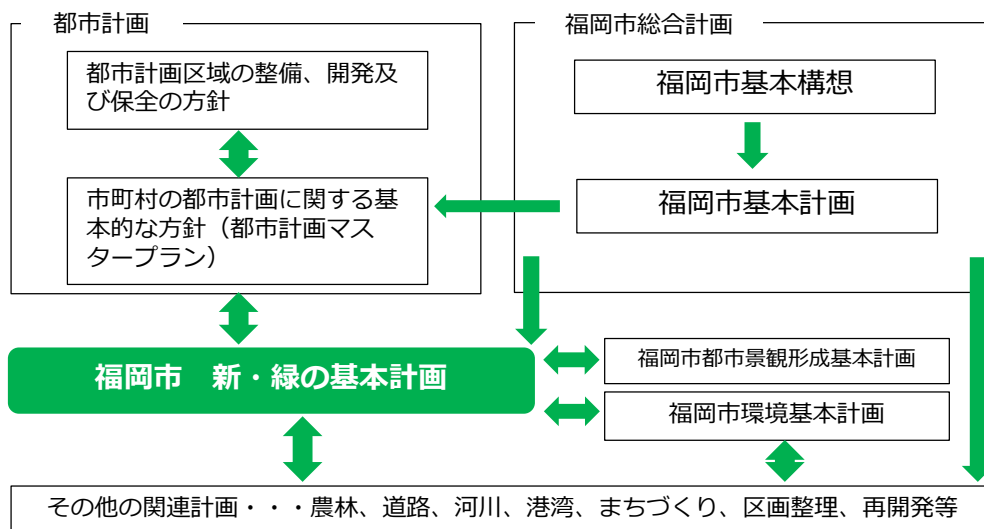 都市計画
都市計画区域の整備、開発及
び保全の方針
市町村の都市計画に関する基
本的な方針（都市計画マス
タープラン）
福岡市総合計画
福岡市基本構想
福岡市基本計画
福岡市　新・緑の基本計画
福岡市都市景観形成基本計画
福岡市環境基本計画
その他の関連計画・・・農林、道路、河川、港湾、まちづくり、区画整理、再開発等